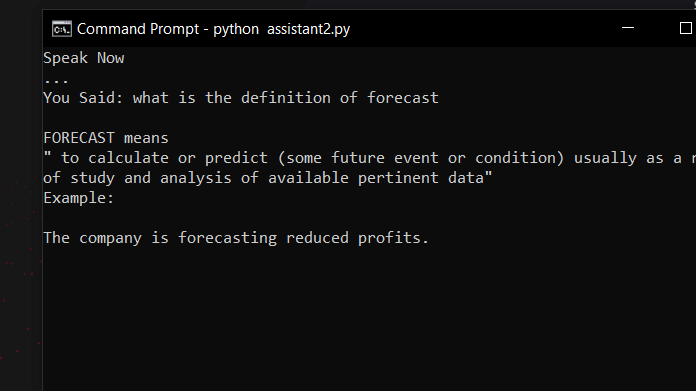 Command Prompt - python assistant2.py
Speak Now
...
You Said: what is the definition of forecast
FORECAST means
" to calculate or predict (some future event or condition) usually as a
of study and analysis of available pertinent data"
Example:
The company is forecasting reduced profits.